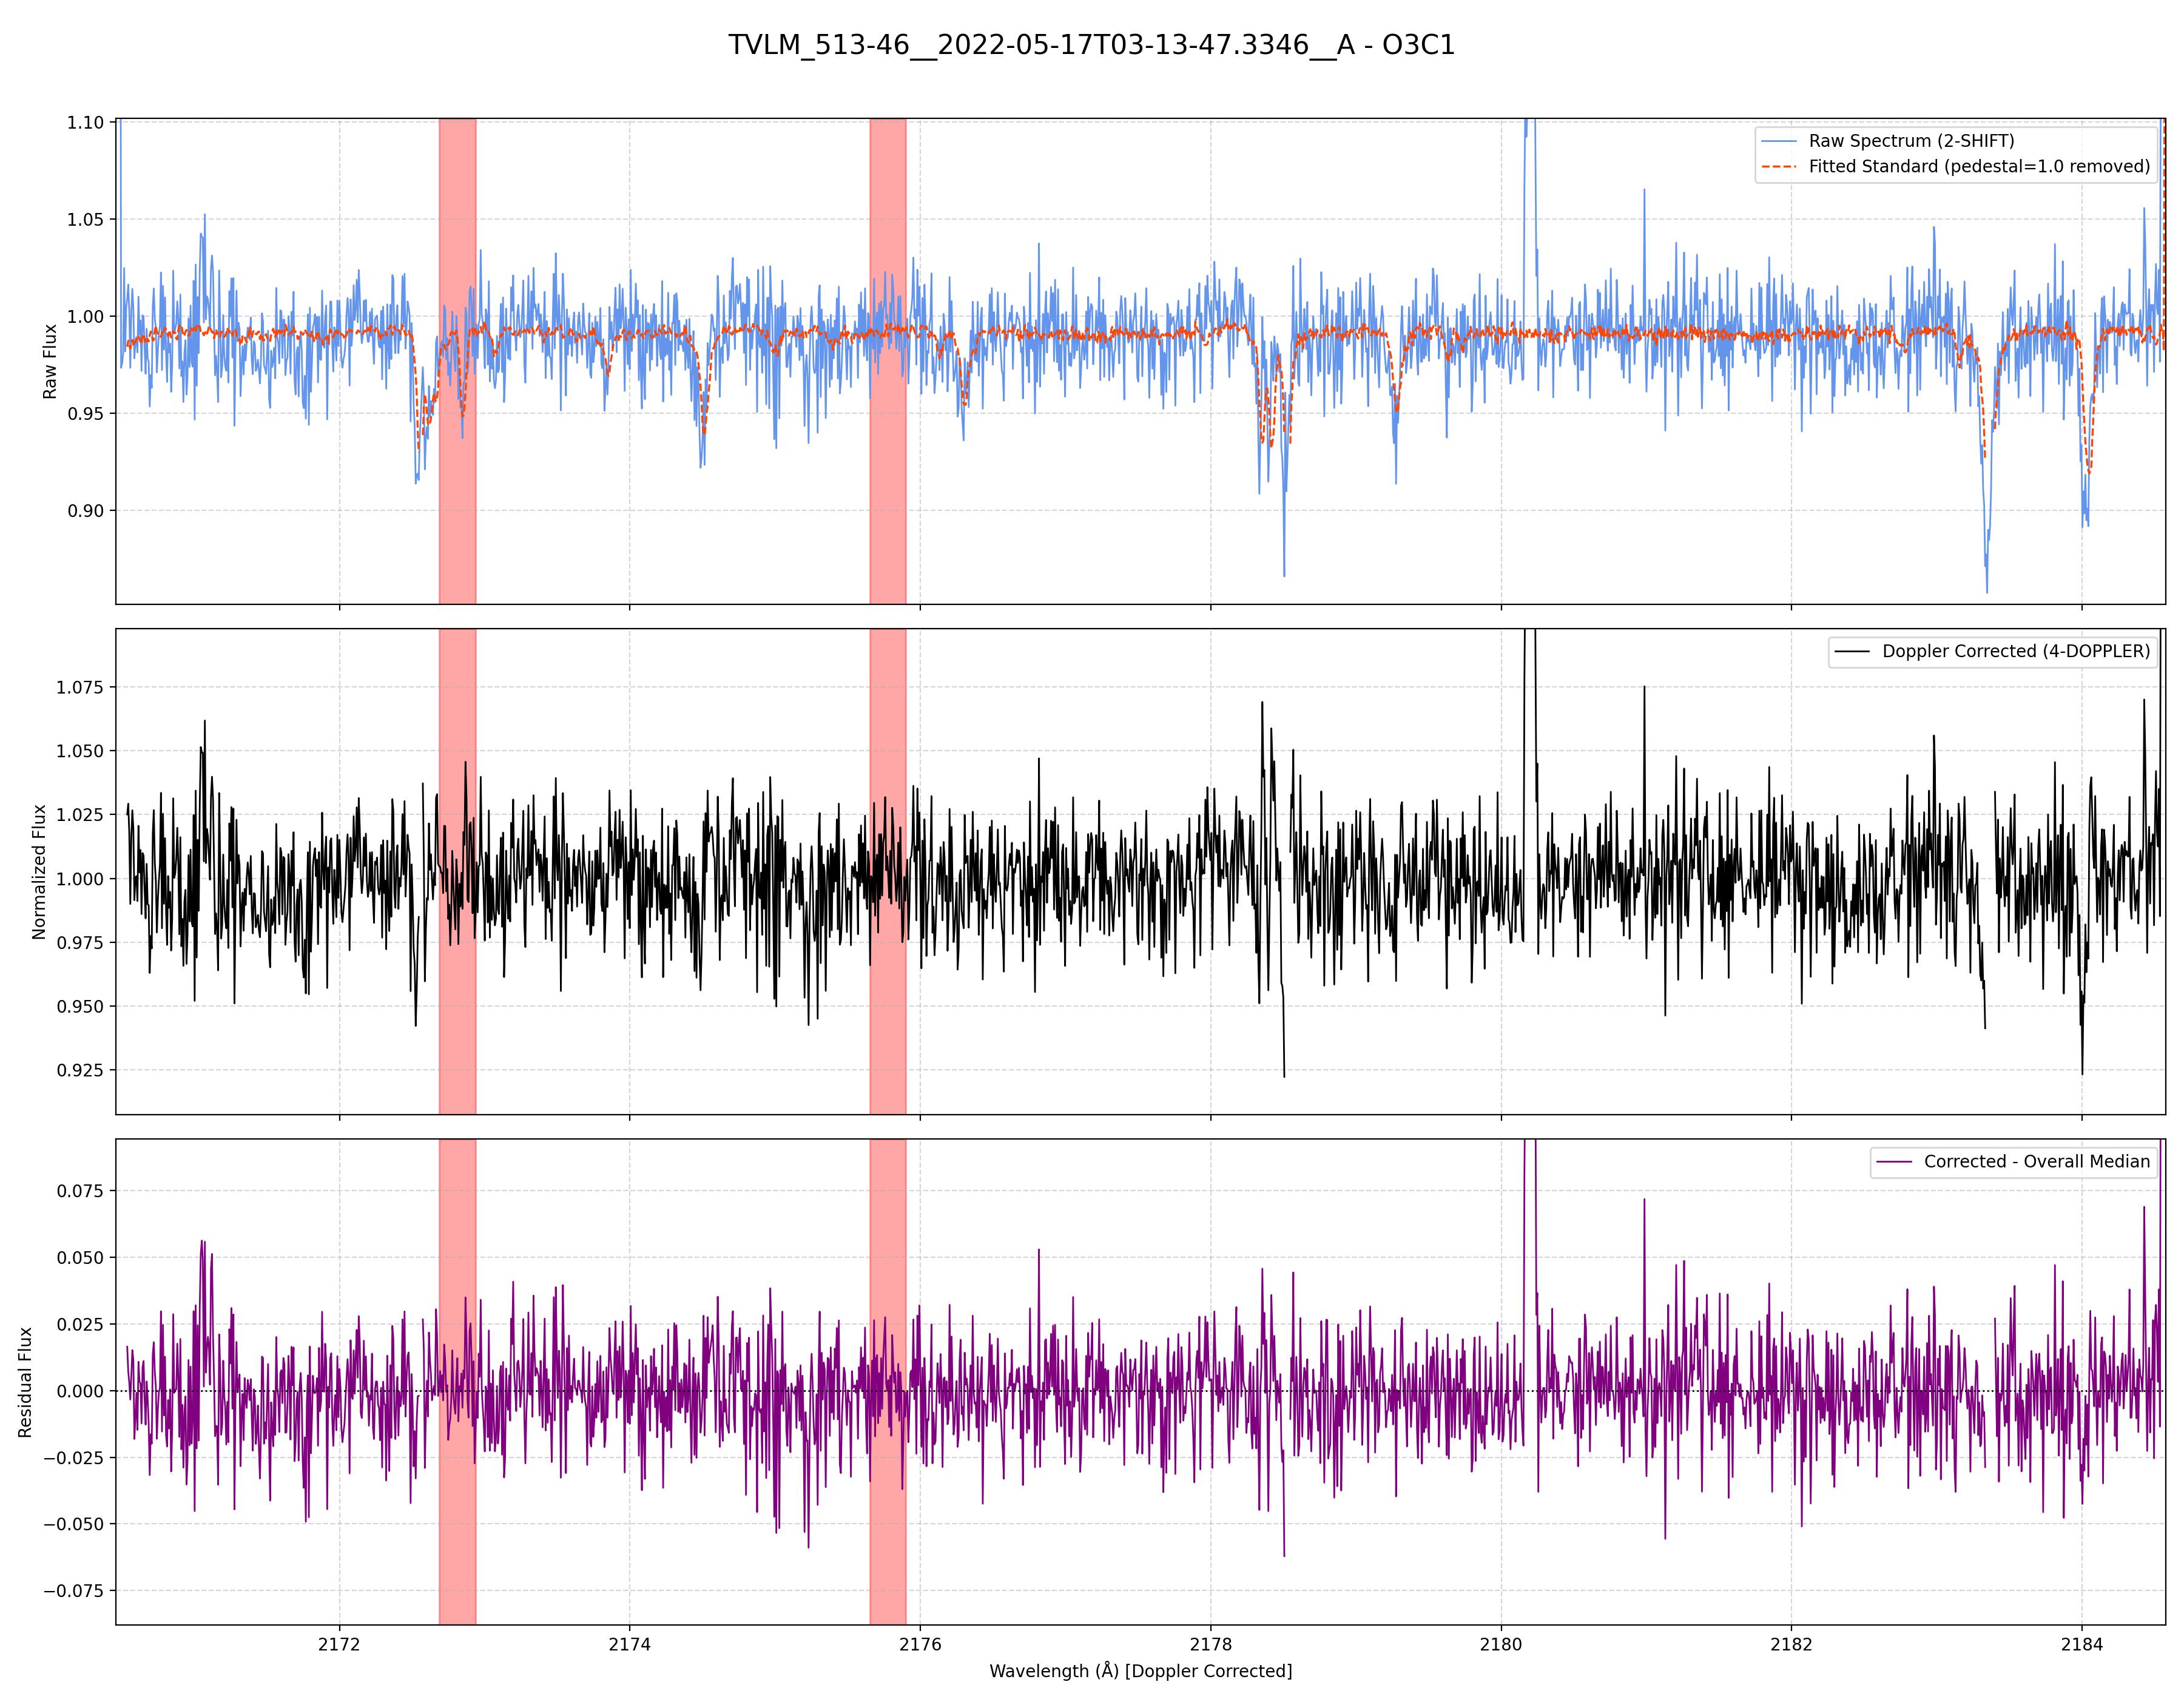 TVLM_513-46__2022-05-17T03-13-47.3346__A - O3C1
Raw Flux
1.10
1.05
1.00
0.95
0.90
Raw Spectrum (2-SHIFT)
Fitted Standard (pedestal=1.0 removed)
Normalized Flux
1.075
1.050
1.025
1.000
0.975
0.950
0.925
Doppler Corrected (4-DOPPLER)
Residual Flux
0.075
0.050
0.025
0.000
−0.025
−0.050
−0.075
Corrected - Overall Median
2172 2174 2176 2178 2180 2182 2184
Wavelength (Å) [Doppler Corrected]